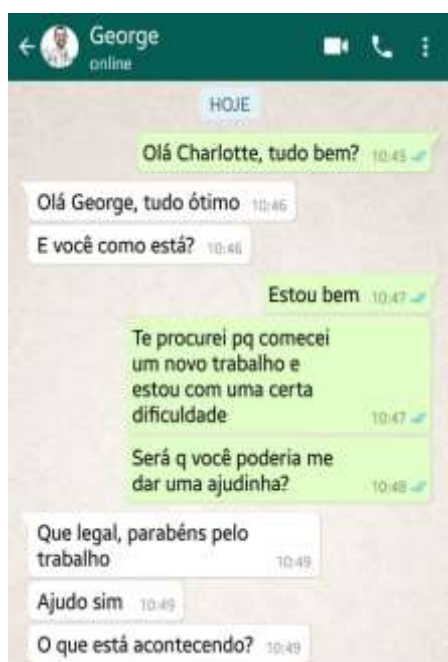 George
online
HOJE
Olá Charlotte, tudo bem? 10:45
Olá George, tudo ótimo 10:46
E você como está? 10:46
Estou bem 10:47
Te procurei pq comecei
um novo trabalho e
estou com uma certa
dificuldade 10:47
Será q você poderia me
dar uma ajudinha? 10:48
Que legal, parabéns pelo
trabalho 10:49
Ajudo sim 10:49
O que está acontecendo? 10:49